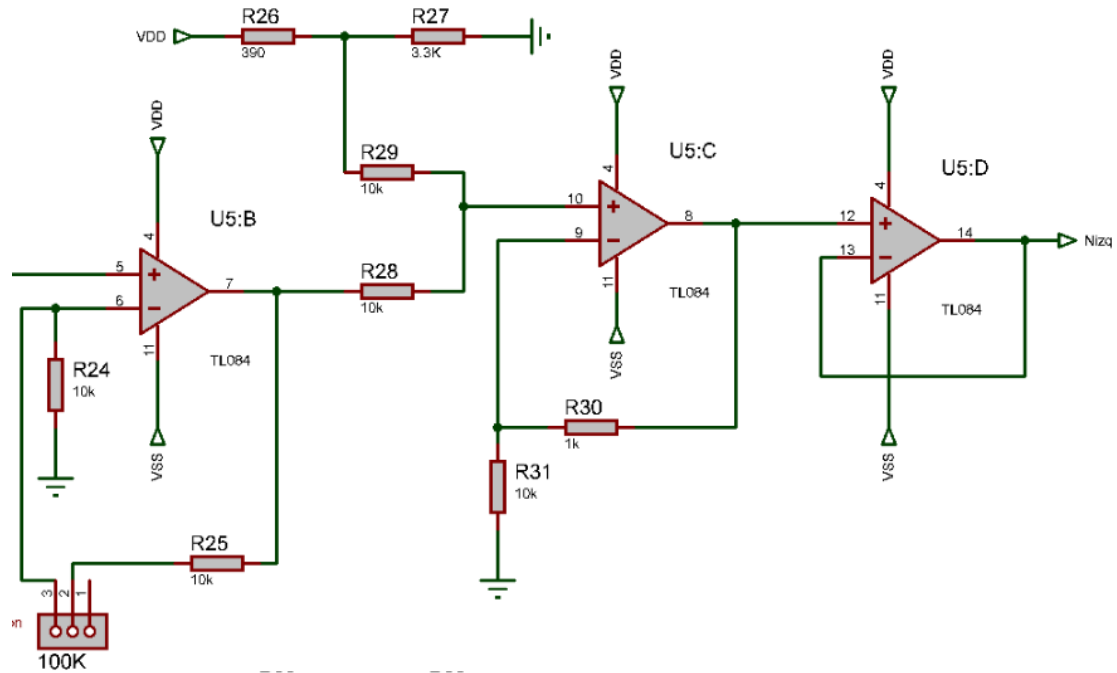 R26
R27
VDD
390
3.3K
VDD
VDD
VDD
R29
10k
U5:C
U5:D
4
4
U5:B
10
8
12
14
Nizq
9
13
4
5
7
6
R28
10k
11
11
TL084
TL084
11
TL084
R24
10k
VSS
R30
1k
VSS
VSS
R31
10k
R25
10k
3
2
1
on
100K